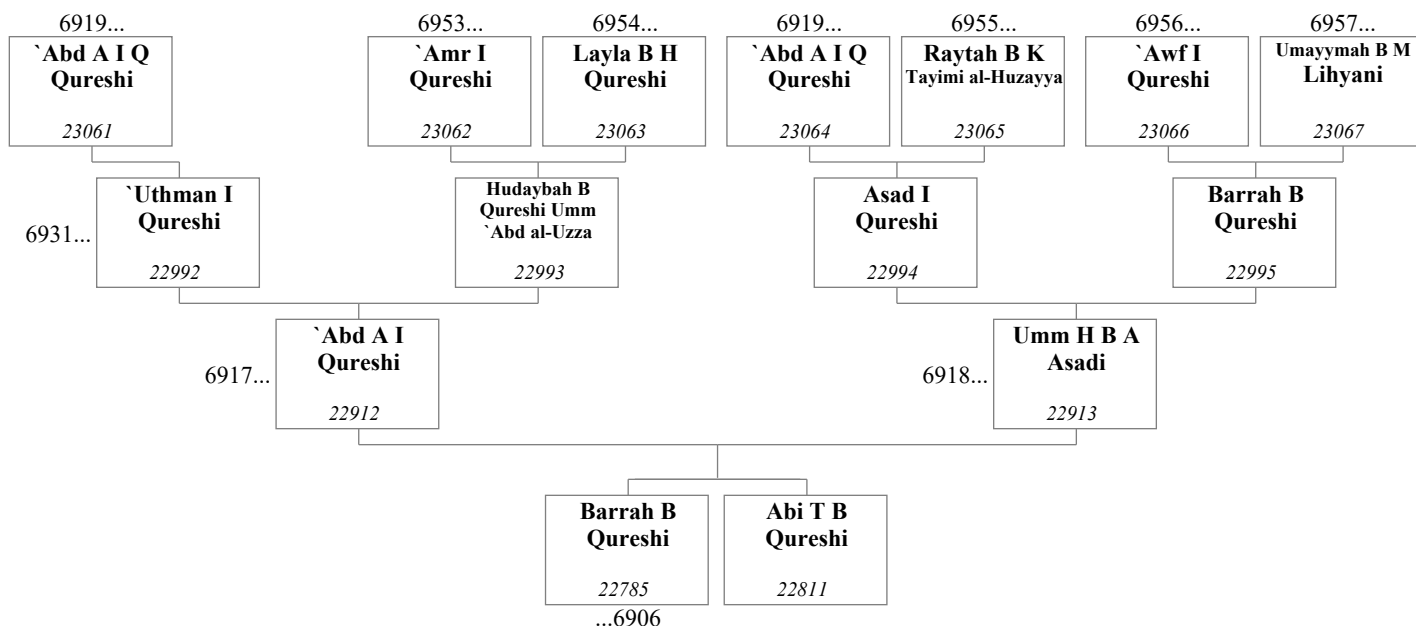 6919...
6953...
6954...
6919...
6955...
6956...
6957...
`Abd A I Q
Qureshi
23061
`Amr I
Qureshi
23062
Layla B H
Qureshi
23063
`Abd A I Q
Qureshi
23064
Raytah B K
Tayimi al-Huzayya
23065
`Awf I
Qureshi
23066
Umayymah B M
Lihyani
23067
6931...
`Uthman I
Qureshi
22992
Hudaybah B
Qureshi Umm
`Abd al-Uzza
22993
Asad I
Qureshi
22994
Barrah B
Qureshi
22995
6917...
`Abd A I
Qureshi
22912
6918...
Umm H B A
Asadi
22913
Barrah B
Qureshi
22785
...6906
Abi T B
Qureshi
22811